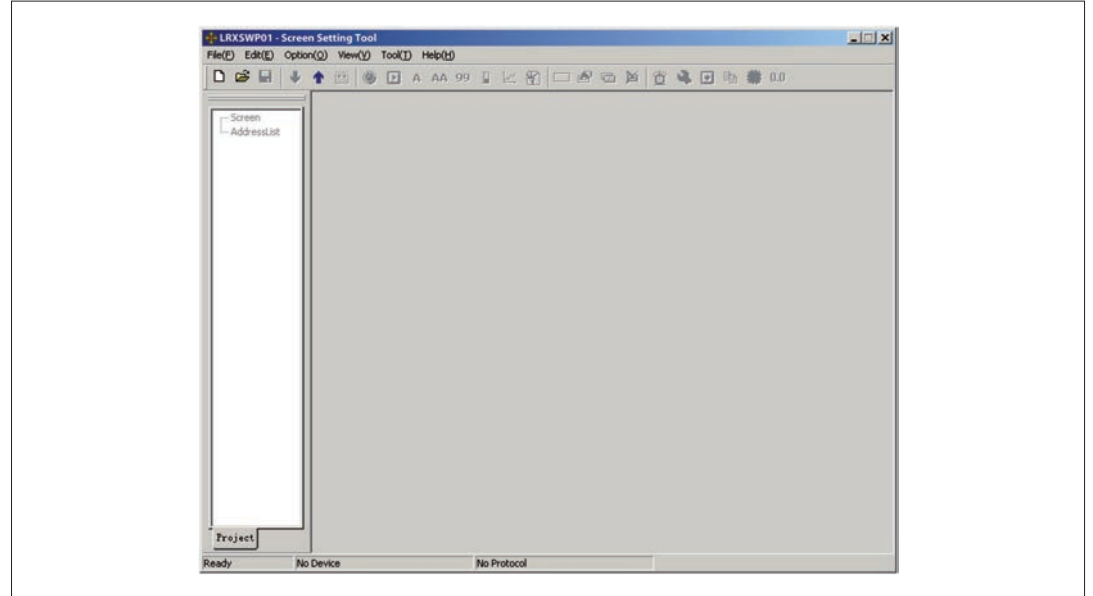 LRXSWP01 - Screen Setting Tool
File(F) Edit(E) Option(O) View(V) Tool(T) Help(H)
A AA 99 0.0
Screen
AddressList
Project
Ready No Device No Protocol